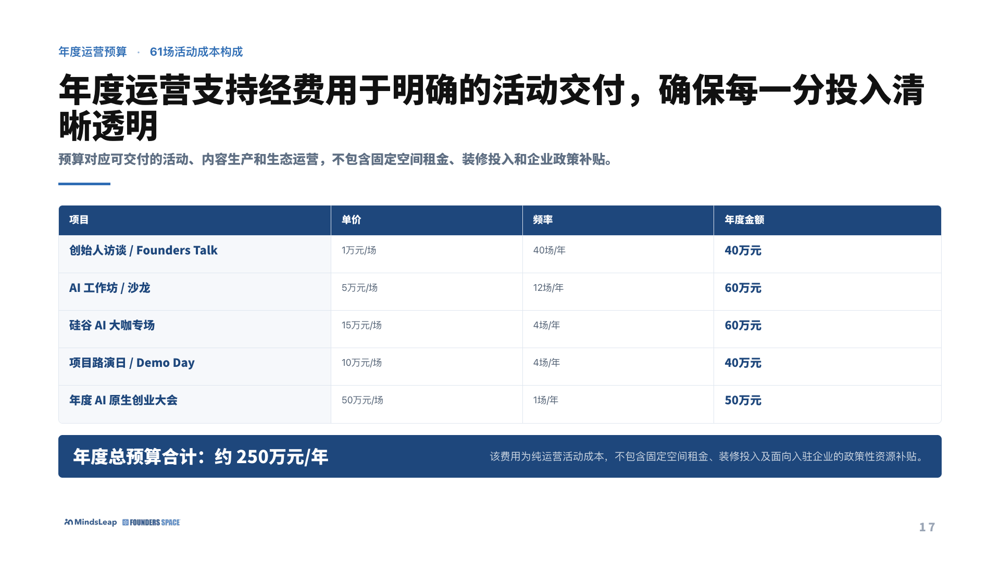 年度运营预算 · 61场活动成本构成
年度运营支持经费用于明确的活动交付，确保每一分投入清
晰透明
预算对应可交付的活动、内容生产和生态运营，不包含固定空间租金、装修投入和企业政策补贴。
项目 单价 频率 年度金额
创始人访谈 / Founders Talk 1万元/场 40场/年 40万元
AI 工作坊 / 沙龙 5万元/场 12场/年 60万元
硅谷 AI 大咖专场 15万元/场 4场/年 60万元
项目路演日 / Demo Day 10万元/场 4场/年 40万元
年度 AI 原生创业大会 50万元/场 1场/年 50万元
年度总预算合计：约 250万元/年 该费用为纯运营活动成本，不包含固定空间租金、装修投入及面向入驻企业的政策性资源补贴。
MindsLeap FOUNDERS SPACE
17